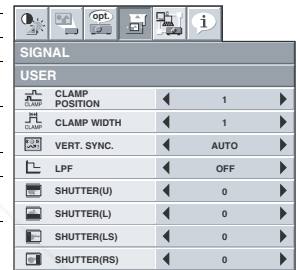 opt.
i
SIGNAL
USER
CLAMP CLAMP POSITION 1
CLAMP CLAMP WIDTH 1
VERT. SYNC. AUTO
LPF OFF
SHUTTER(U) 0
SHUTTER(L) 0
SHUTTER(LS) 0
SHUTTER(RS) 0